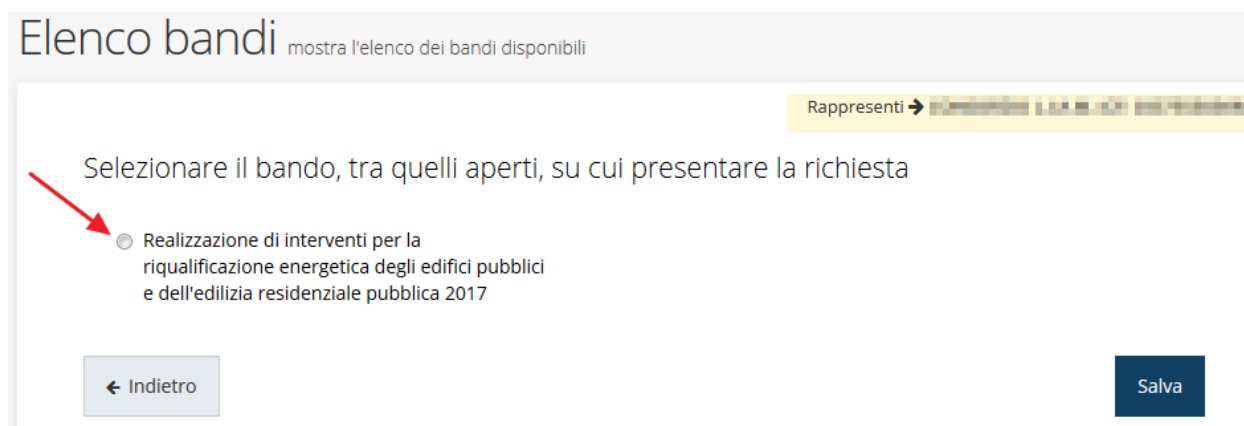 Elenco bandi mostra l'elenco dei bandi disponibili
Rappresenti
Selezionare il bando, tra quelli aperti, su cui presentare la richiesta
Realizzazione di interventi per la
riqualificazione energetica degli edifici pubblici
e dell'edilizia residenziale pubblica 2017
Indietro
Salva